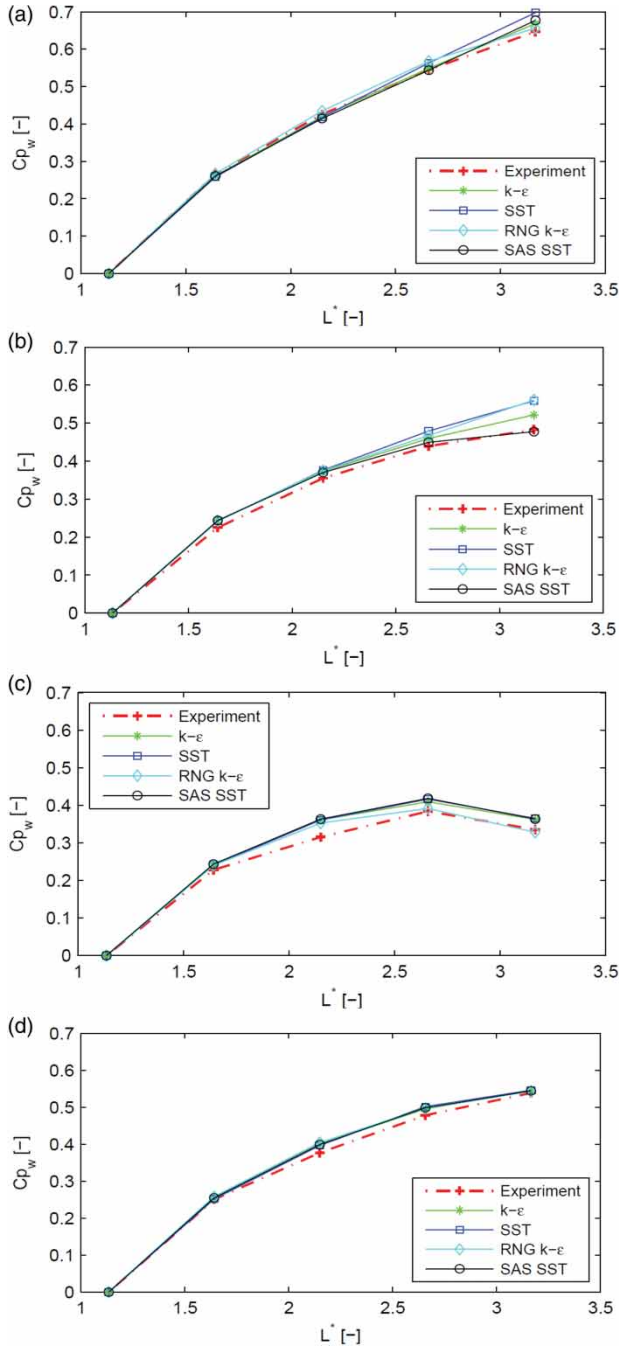 (a)
0.7
0.6
0.5
0.4
0.3
0.2
0.1
0
Cp_w [−]
Experiment
k−ε
SST
RNG k−ε
SAS SST
1 1.5 2 2.5 3 3.5
L* [−]
(b)
0.7
0.6
0.5
0.4
0.3
0.2
0.1
0
Cp_w [−]
Experiment
k−ε
SST
RNG k−ε
SAS SST
1 1.5 2 2.5 3 3.5
L* [−]
(c)
0.7
0.6
0.5
0.4
0.3
0.2
0.1
0
Cp_w [−]
Experiment
k−ε
SST
RNG k−ε
SAS SST
1 1.5 2 2.5 3 3.5
L* [−]
(d)
0.7
0.6
0.5
0.4
0.3
0.2
0.1
0
Cp_w [−]
Experiment
k−ε
SST
RNG k−ε
SAS SST
1 1.5 2 2.5 3 3.5
L* [−]